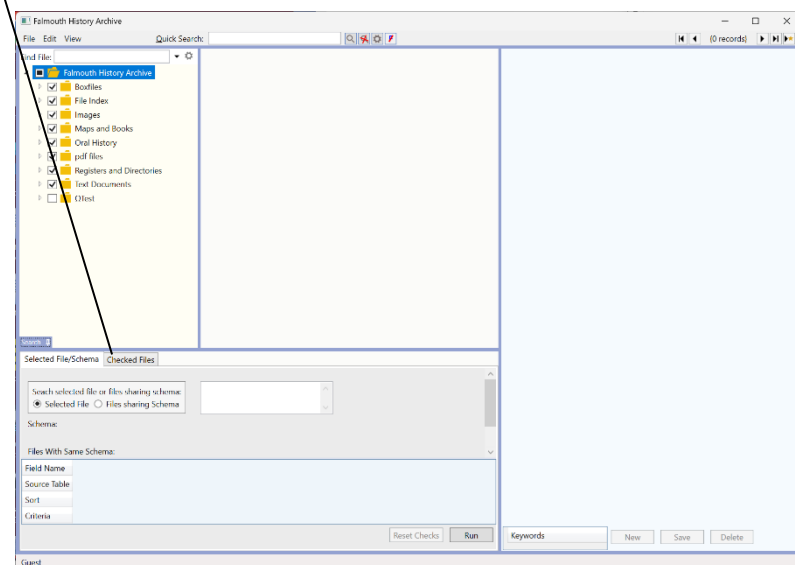 Falmouth History Archive
File Edit View Quick Search: (0 records)
Find File:
Falmouth History Archive
Boxfiles
File Index
Images
Maps and Books
Oral History
pdf files
Registers and Directories
Text Documents
OTest
Search
Selected File/Schema Checked Files
Seach selected file or files sharing schema:
Selected File Files sharing Schema
Schema:
Files With Same Schema:
Field Name
Source Table
Sort
Criteria
Reset Checks Run
Keywords New Save Delete
Guest